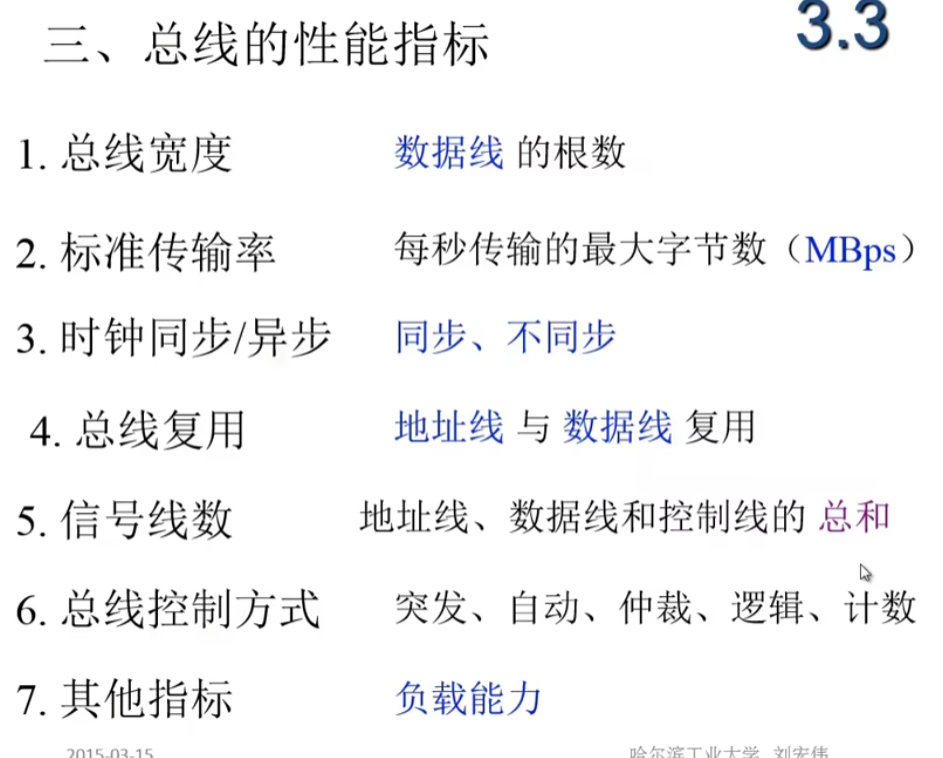 三、总线的性能指标 3.3
1. 总线宽度 数据线 的根数
2. 标准传输率 每秒传输的最大字节数（MBps）
3. 时钟同步/异步 同步、不同步
4. 总线复用 地址线 与 数据线 复用
5. 信号线数 地址线、数据线和控制线的 总和
6. 总线控制方式 突发、自动、仲裁、逻辑、计数
7. 其他指标 负载能力
2015-03-15 哈尔滨工业大学 刘宏伟